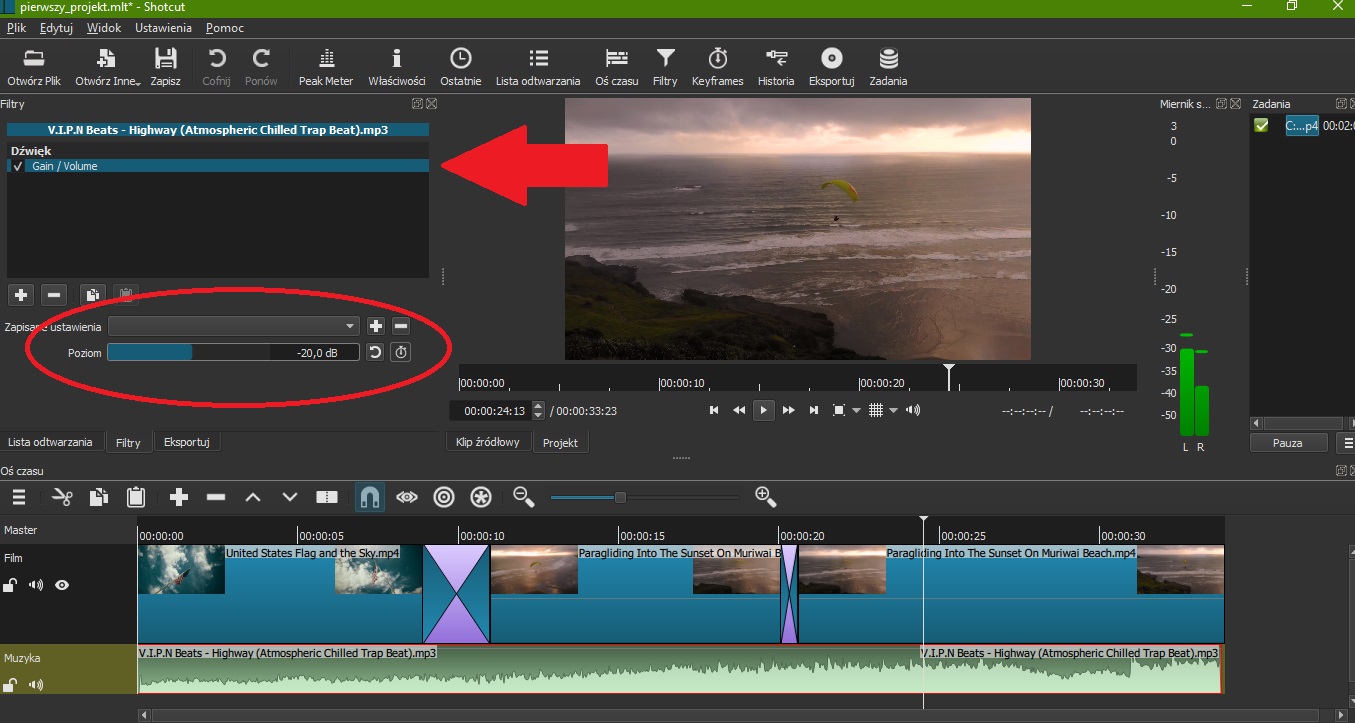 pierwszy_projekt.mlt* - Shotcut
Plik Edytuj Widok Ustawienia Pomoc
Otwórz Plik Otwórz Inne Zapisz Cofnij Ponów Peak Meter Właściwości Ostatnie Lista odtwarzania Oś czasu Filtry Keyframes Historia Eksportuj Zadania
Filtry
V.I.P.N Beats - Highway (Atmospheric Chilled Trap Beat).mp3
Dźwięk
Gain / Volume
Zapisane ustawienia
Poziom -20,0 dB
Lista odtwarzania Filtry Eksportuj
00:00:00 00:00:10 00:00:20 00:00:30
00:00:24:13 / 00:00:33:23 --:--:--:-- / --:--:--:--
Klip źródłowy Projekt
Miernik s...
3
0
-5
-10
-15
-20
-25
-30
-35
-40
-50
L R
Zadania
C:...p4 00:02:
Pauza
Oś czasu
Master
00:00:00 00:00:05 00:00:10 00:00:15 00:00:20 00:00:25 00:00:30
Film
United States Flag and the Sky.mp4 Paragliding Into The Sunset On Muriwai B Paragliding Into The Sunset On Muriwai Beach.mp4
Muzyka
V.I.P.N Beats - Highway (Atmospheric Chilled Trap Beat).mp3 V.I.P.N Beats - Highway (Atmospheric Chilled Trap Beat).mp3